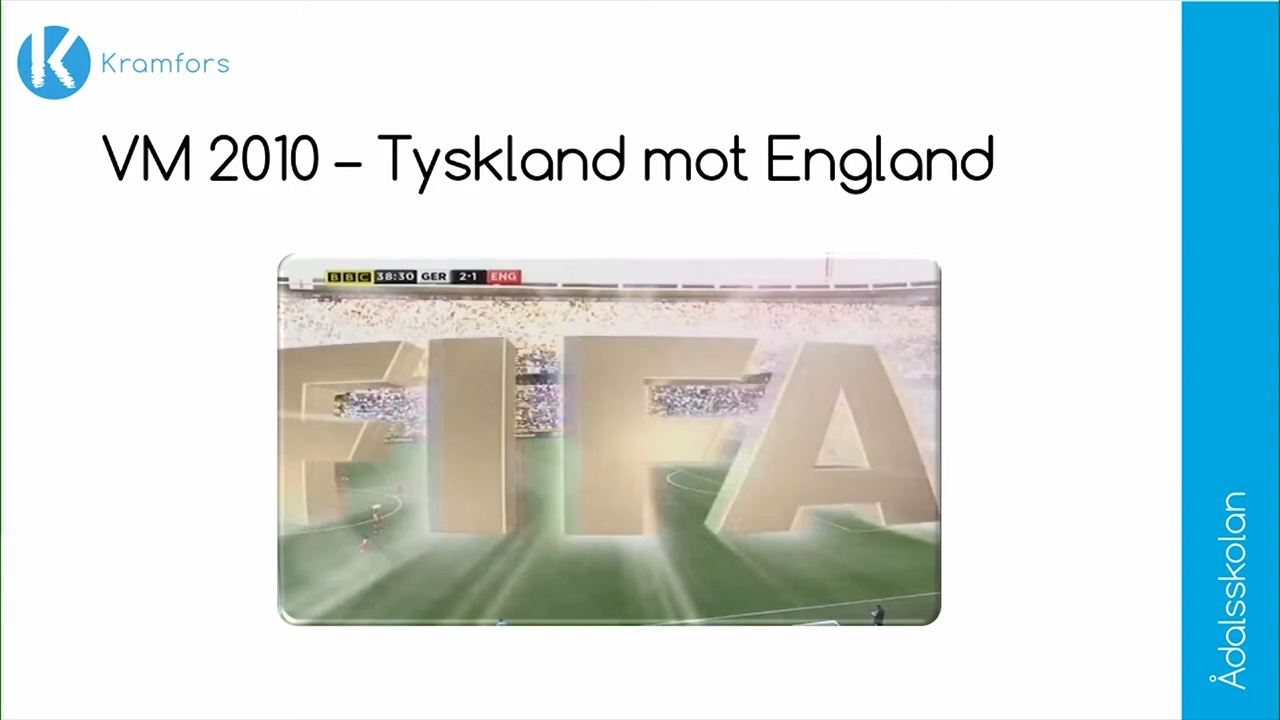 Kramfors
VM 2010 – Tyskland mot England
BBC 38:30 GER 2-1 ENG
FIFA
Ådalsskolan